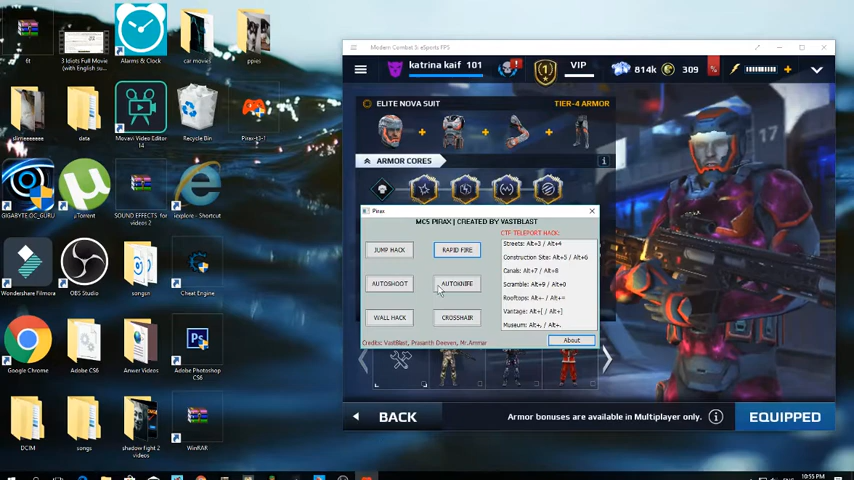 Modern Combat 5: eSports FPS
6t
3 Idiots Full Movie
(with English su...
Alarms & Clock
car movies
ppies
katrina kaif 101
VIP
814k
309
ELITE NOVA SUIT
TIER-4 ARMOR
slimeeeeeee
data
Movavi Video Editor
14
Recycle Bin
17
ARMOR CORES
i
GIGABYTE OC_GURU
µTorrent
SOUND EFFECTS for
videos 2
iexplore - Shortcut
Pirax
MC5 PIRAX | CREATED BY VASTBLAST
CTF TELEPORT HACK:
JUMP HACK
RAPID FIRE
Streets: Alt+3 / Alt+4
Construction Site: Alt+5 / Alt+6
Canals: Alt+7 / Alt+8
AUTOSHOOT
AUTOKNIFE
Scramble: Alt+9 / Alt+0
Rooftops: Alt+- / Alt+=
Vantage: Alt+[ / Alt+]
WALL HACK
CROSSHAIR
Museum: Alt+, / Alt+.
Credits: VastBlast, Prasanth Deeven, Mr.Ammar
About
Wondershare Filmora
OBS Studio
songun
Cheat Engine
Google Chrome
Adobe CS6
Anwer Videos
Adobe Photoshop
CS6
BACK
Armor bonuses are available in Multiplayer only.
i
EQUIPPED
DCIM
songs
shadow fight 2
videos
WinRAR
ENG
10:55 PM